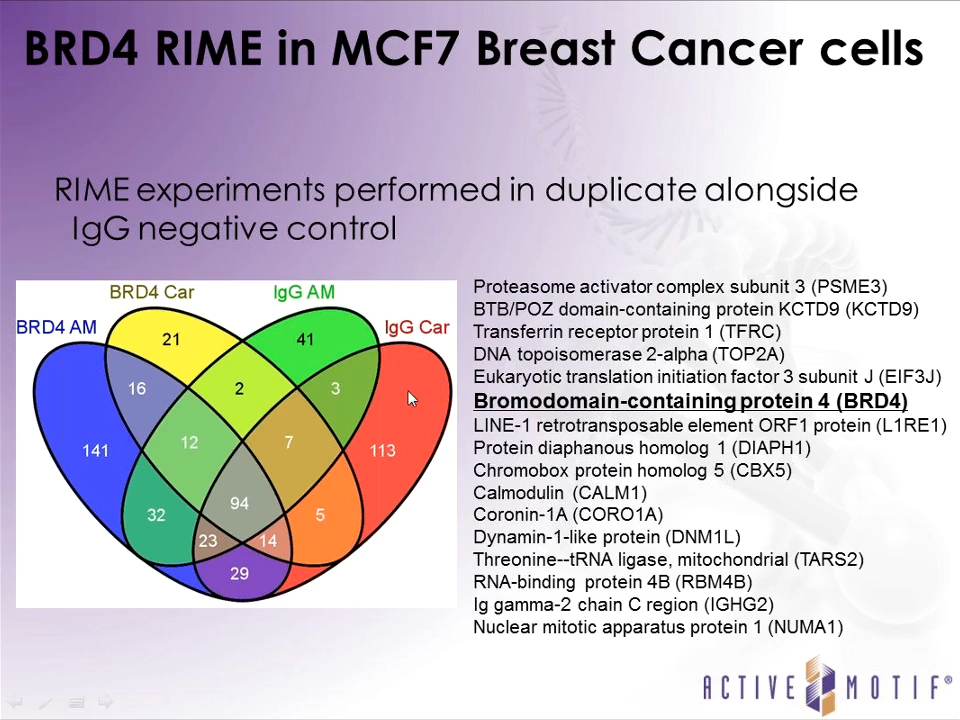 BRD4 RIME in MCF7 Breast Cancer cells
RIME experiments performed in duplicate alongside
IgG negative control
BRD4 Car
IgG AM
BRD4 AM
IgG Car
21
41
16
2
3
141
12
7
113
94
32
5
23
14
29
Proteasome activator complex subunit 3 (PSME3)
BTB/POZ domain-containing protein KCTD9 (KCTD9)
Transferrin receptor protein 1 (TFRC)
DNA topoisomerase 2-alpha (TOP2A)
Eukaryotic translation initiation factor 3 subunit J (EIF3J)
Bromodomain-containing protein 4 (BRD4)
LINE-1 retrotransposable element ORF1 protein (L1RE1)
Protein diaphanous homolog 1 (DIAPH1)
Chromobox protein homolog 5 (CBX5)
Calmodulin (CALM1)
Coronin-1A (CORO1A)
Dynamin-1-like protein (DNM1L)
Threonine--tRNA ligase, mitochondrial (TARS2)
RNA-binding protein 4B (RBM4B)
Ig gamma-2 chain C region (IGHG2)
Nuclear mitotic apparatus protein 1 (NUMA1)
ACTIVE MOTIF®